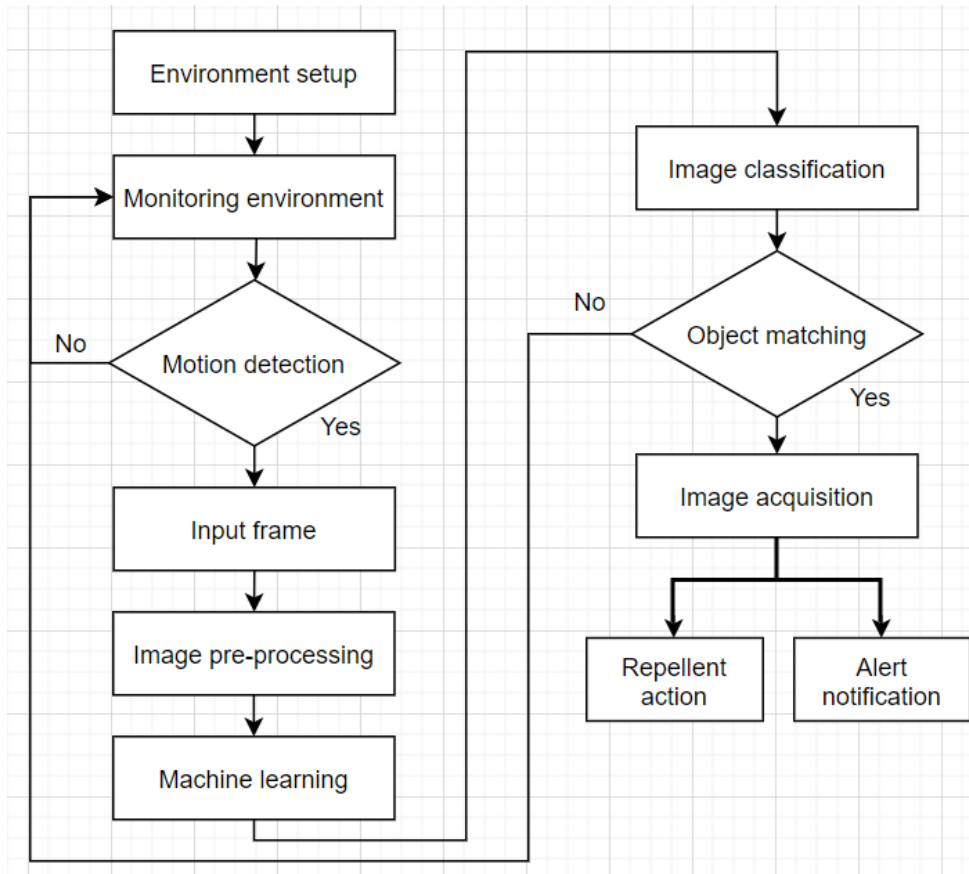 Environment setup
Monitoring environment
No
Motion detection
Yes
Input frame
Image pre-processing
Machine learning
Image classification
No
Object matching
Yes
Image acquisition
Repellent
action
Alert
notification